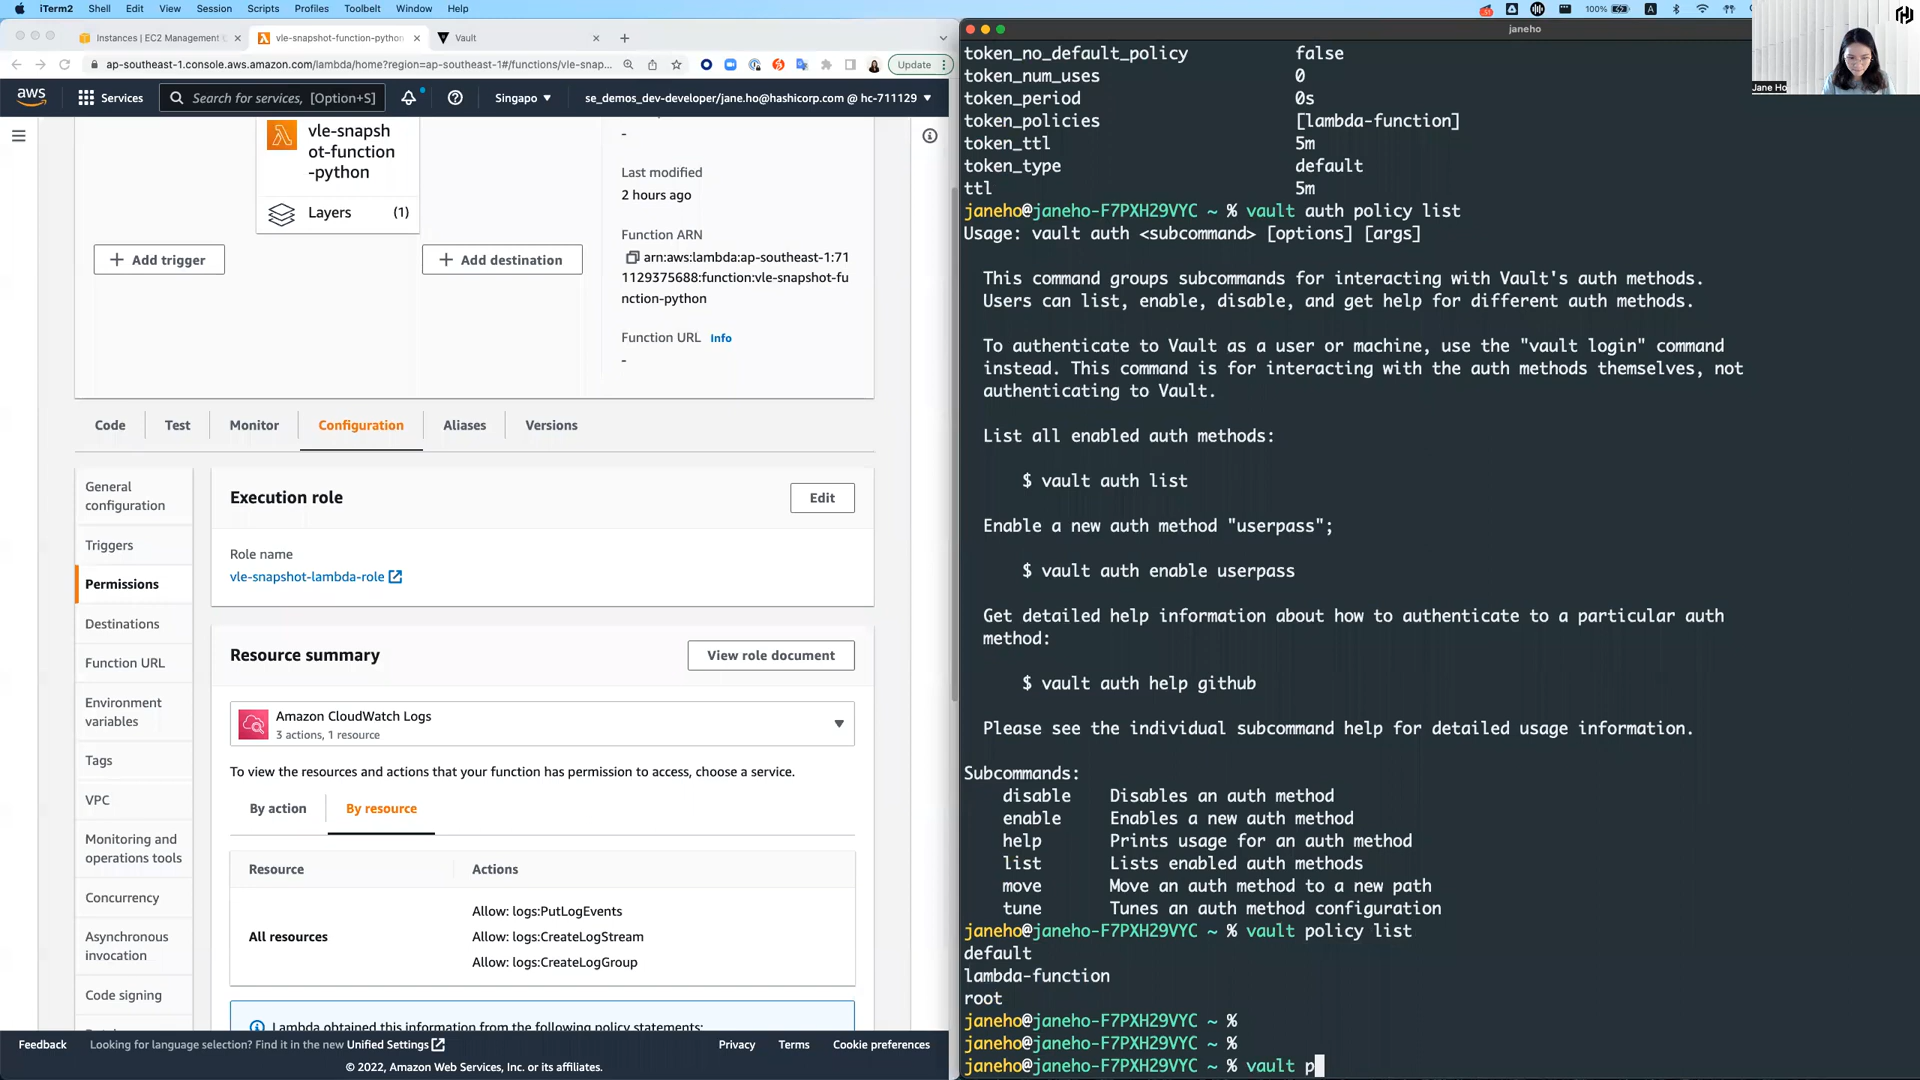 iTerm2 Shell Edit View Session Scripts Profiles Toolbelt Window Help
100%
A
Instances | EC2 Management
vle-snapshot-function-python
Vault
ap-southeast-1.console.aws.amazon.com/lambda/home?region=ap-southeast-1#/functions/vle-snap...
Update
aws
Services
Search for services, [Option+S]
Singapo
se_demos_dev-developer/jane.ho@hashicorp.com @ hc-711129
vle-snapsh
ot-function
-python
Layers (1)
+ Add trigger
+ Add destination
-
Last modified
2 hours ago
Function ARN
arn:aws:lambda:ap-southeast-1:71
1129375688:function:vle-snapshot-fu
nction-python
Function URL Info
-
Code
Test
Monitor
Configuration
Aliases
Versions
General
configuration
Triggers
Permissions
Destinations
Function URL
Environment
variables
Tags
VPC
Monitoring and
operations tools
Concurrency
Asynchronous
invocation
Code signing
Execution role
Edit
Role name
vle-snapshot-lambda-role
Resource summary
View role document
Amazon CloudWatch Logs
3 actions, 1 resource
To view the resources and actions that your function has permission to access, choose a service.
By action
By resource
Resource Actions
All resources
Allow: logs:PutLogEvents
Allow: logs:CreateLogStream
Allow: logs:CreateLogGroup
Lambda obtained this information from the following policy statements:
Feedback Looking for language selection? Find it in the new Unified Settings
Privacy Terms Cookie preferences
© 2022, Amazon Web Services, Inc. or its affiliates.
janeho
Jane Ho
token_no_default_policy false
token_num_uses 0
token_period 0s
token_policies [lambda-function]
token_ttl 5m
token_type default
ttl 5m
janeho@janeho-F7PXH29VYC ~ % vault auth policy list
Usage: vault auth <subcommand> [options] [args]
This command groups subcommands for interacting with Vault's auth methods.
Users can list, enable, disable, and get help for different auth methods.
To authenticate to Vault as a user or machine, use the "vault login" command
instead. This command is for interacting with the auth methods themselves, not
authenticating to Vault.
List all enabled auth methods:
$ vault auth list
Enable a new auth method "userpass";
$ vault auth enable userpass
Get detailed help information about how to authenticate to a particular auth
method:
$ vault auth help github
Please see the individual subcommand help for detailed usage information.
Subcommands:
disable Disables an auth method
enable Enables a new auth method
help Prints usage for an auth method
list Lists enabled auth methods
move Move an auth method to a new path
tune Tunes an auth method configuration
janeho@janeho-F7PXH29VYC ~ % vault policy list
default
lambda-function
root
janeho@janeho-F7PXH29VYC ~ %
janeho@janeho-F7PXH29VYC ~ %
janeho@janeho-F7PXH29VYC ~ % vault p